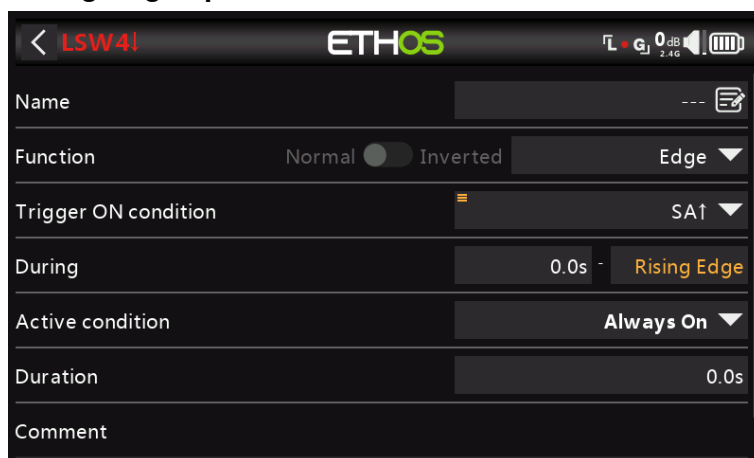 LSW4↓ ETHOS L G 0dB 2.4G
Name ---
Function Normal Inverted Edge
Trigger ON condition SA↑
During 0.0s - Rising Edge
Active condition Always On
Duration 0.0s
Comment